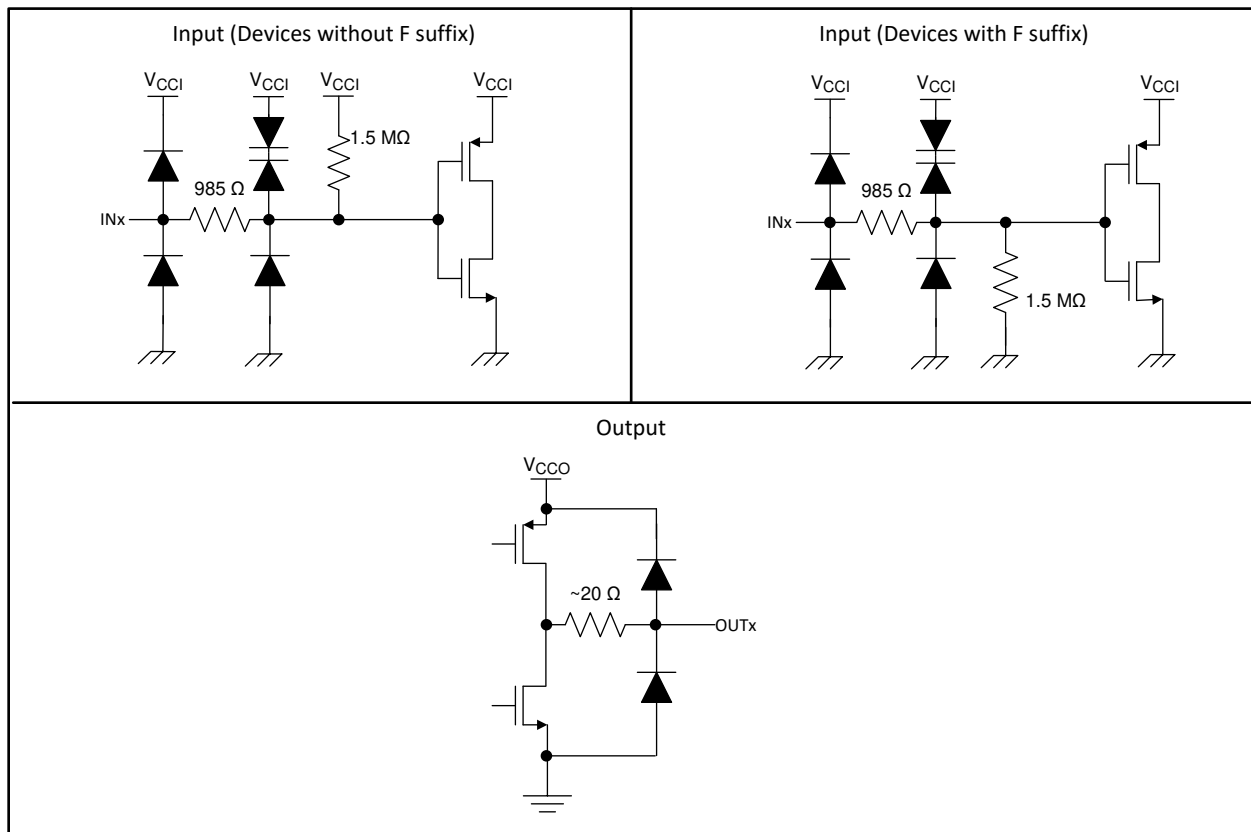 Input (Devices without F suffix)
V_CCI V_CCI V_CCI V_CCI
1.5 MΩ
985 Ω
INx
Input (Devices with F suffix)
V_CCI V_CCI V_CCI
985 Ω
INx
1.5 MΩ
Output
V_CCO
~20 Ω
OUTx